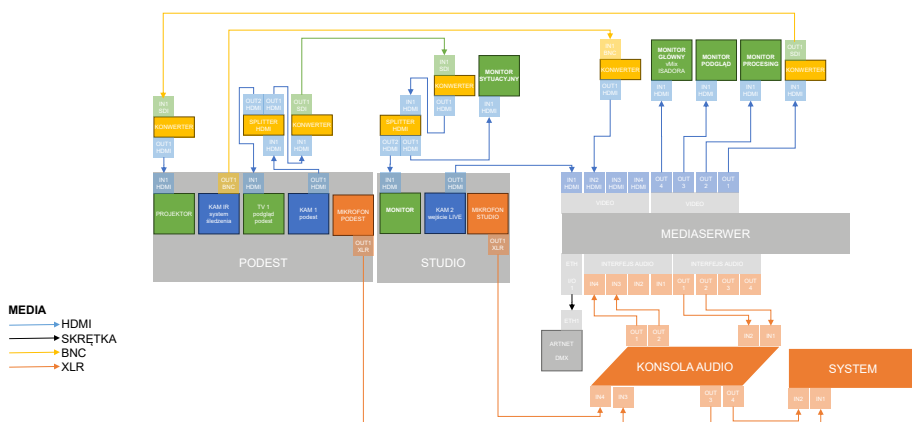 IN1
SDI
KONWERTER
OUT1
HDMI
OUT2
HDMI
OUT1
HDMI
OUT1
SDI
SPLITTER
HDMI
KONWERTER
IN1
HDMI
IN1
HDMI
IN1
SDI
KONWERTER
OUT1
HDMI
MONITOR
SYTUACYJNY
IN1
HDMI
IN1
HDMI
SPLITTER
HDMI
OUT2
HDMI
OUT1
HDMI
IN1
BNC
KONWERTER
OUT1
HDMI
MONITOR
GŁÓWNY
vMix
ISADORA
IN1
HDMI
MONITOR
PODGLĄD
IN1
HDMI
MONITOR
PROCESING
IN1
HDMI
OUT1
SDI
KONWERTER
IN1
HDMI
IN1
HDMI
PROJEKTOR
OUT1
BNC
KAM IR
system
śledzenia
IN1
HDMI
TV 1
podgląd
podest
OUT1
HDMI
KAM 1
podest
MIKROFON
PODEST
OUT1
XLR
PODEST
IN1
HDMI
MONITOR
OUT1
HDMI
KAM 2
wejście LIVE
MIKROFON
STUDIO
OUT1
XLR
STUDIO
IN1
HDMI
IN2
HDMI
IN3
HDMI
IN4
HDMI
OUT
4
OUT
3
OUT
2
OUT
1
VIDEO
VIDEO
MEDIASERWER
ETH
I/O
1
INTERFEJS AUDIO
INTERFEJS AUDIO
IN4
IN3
IN2
IN1
OUT
1
OUT
2
OUT
3
OUT
4
ETH1
ARTNET
DMX
OUT
1
OUT
2
IN2
IN1
KONSOLA AUDIO
IN4
IN3
OUT
3
OUT
4
SYSTEM
IN2
IN1
MEDIA
HDMI
SKRĘTKA
BNC
XLR